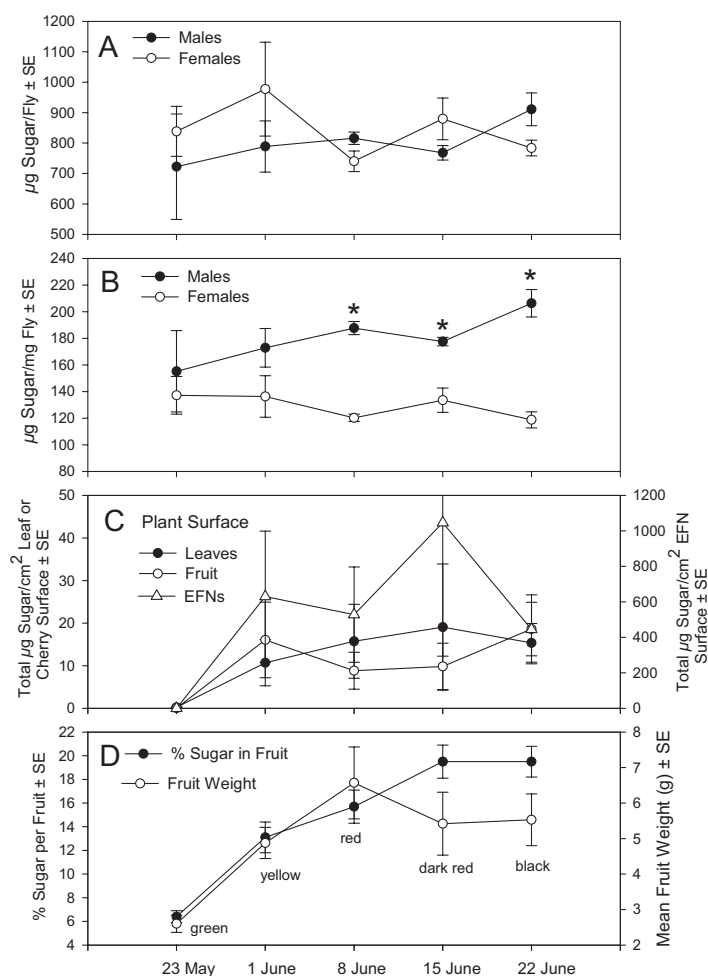 A
Males
Females
1200
1100
1000
900
800
700
600
500
µg Sugar/Fly ± SE
B
Males
Females
*
*
*
240
220
200
180
160
140
120
100
80
µg Sugar/mg Fly ± SE
C Plant Surface
Leaves
Fruit
EFNs
50
40
30
20
10
0
Total µg Sugar/cm² Leaf or
Cherry Surface ± SE
1200
1000
800
600
400
200
0
Total µg Sugar/cm² EFN
Surface ± SE
D
% Sugar in Fruit
Fruit Weight
22
20
18
16
14
12
10
8
6
4
% Sugar per Fruit ± SE
8
7
6
5
4
3
2
Mean Fruit Weight (g) ± SE
green
yellow
red
dark red
black
23 May 1 June 8 June 15 June 22 June